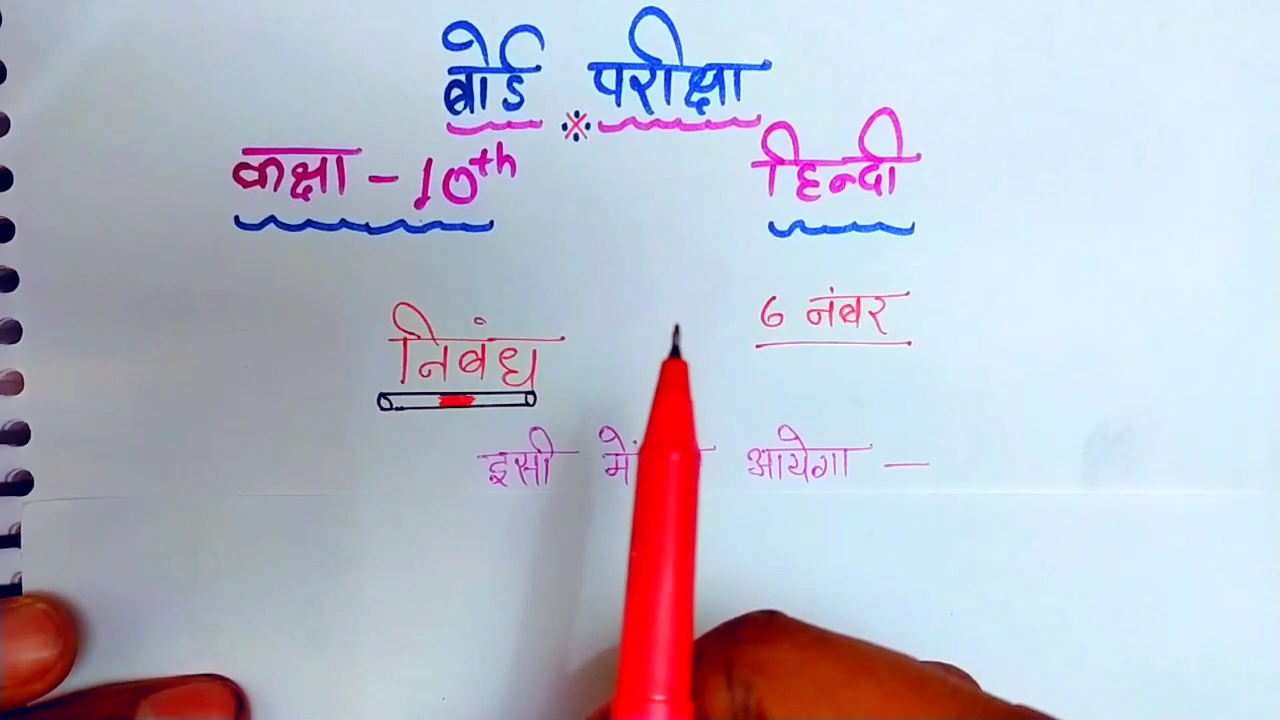 बोर्ड परीक्षा
कक्षा - 10th हिन्दी
निबंध 6 नंबर
इसी में आयेगा —